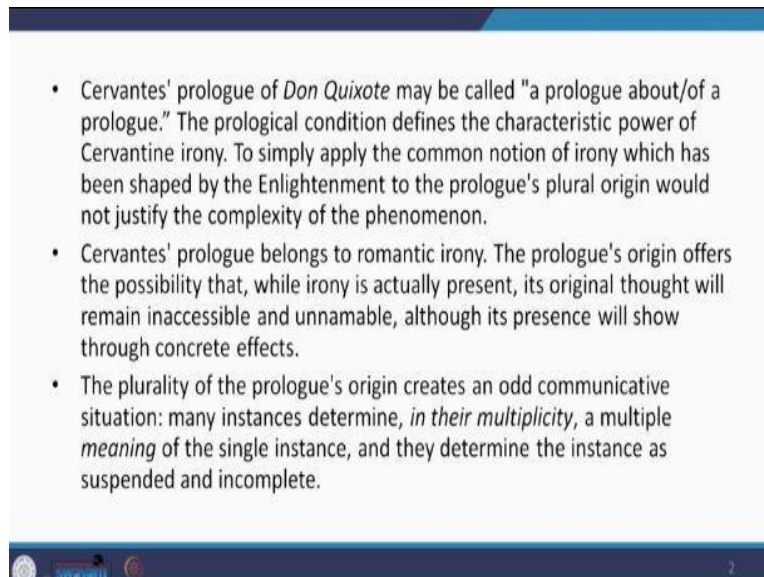 • Cervantes' prologue of Don Quixote may be called "a prologue about/of a
prologue.” The prological condition defines the characteristic power of
Cervantine irony. To simply apply the common notion of irony which has
been shaped by the Enlightenment to the prologue's plural origin would
not justify the complexity of the phenomenon.
• Cervantes' prologue belongs to romantic irony. The prologue's origin offers
the possibility that, while irony is actually present, its original thought will
remain inaccessible and unnamable, although its presence will show
through concrete effects.
• The plurality of the prologue's origin creates an odd communicative
situation: many instances determine, in their multiplicity, a multiple
meaning of the single instance, and they determine the instance as
suspended and incomplete.
swayam 2